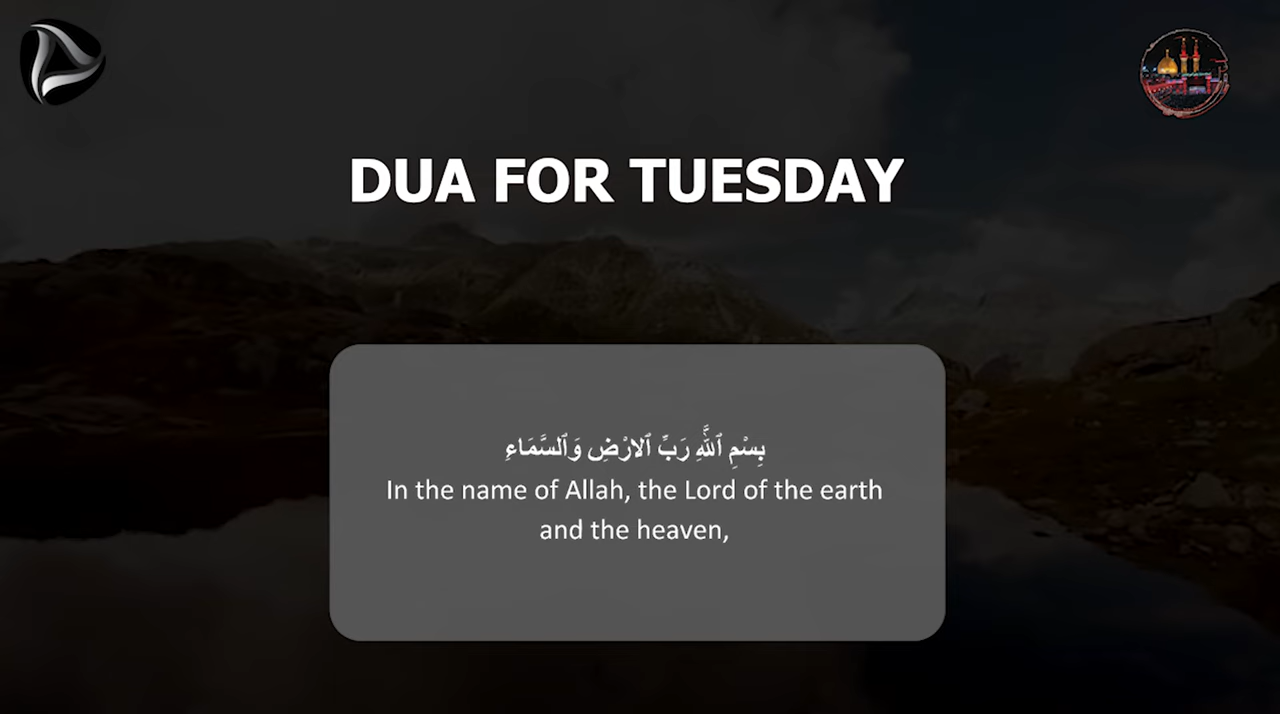 DUA FOR TUESDAY
بِسْمِ ٱللَّهِ رَبِّ ٱلارْضِ وَٱلسَّمَاءِ
In the name of Allah, the Lord of the earth
and the heaven,